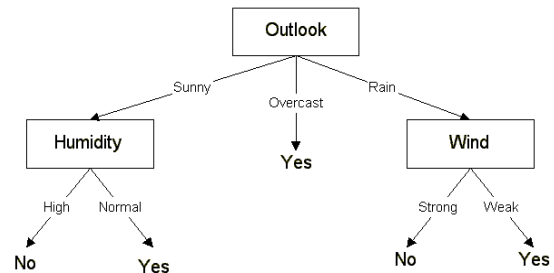 Outlook
Sunny
Overcast
Rain
Humidity
Yes
Wind
High
Normal
Strong
Weak
No
Yes
No
Yes